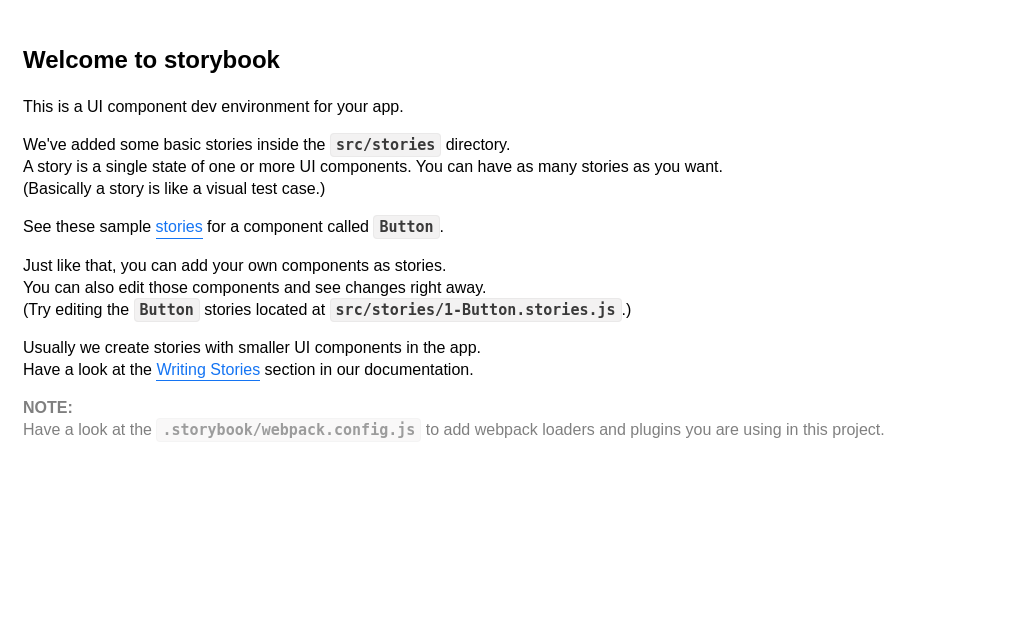 Welcome to storybook
This is a UI component dev environment for your app.
We've added some basic stories inside the src/stories directory.
A story is a single state of one or more UI components. You can have as many stories as you want.
(Basically a story is like a visual test case.)
See these sample stories for a component called Button.
Just like that, you can add your own components as stories.
You can also edit those components and see changes right away.
(Try editing the Button stories located at src/stories/1-Button.stories.js.)
Usually we create stories with smaller UI components in the app.
Have a look at the Writing Stories section in our documentation.
NOTE:
Have a look at the .storybook/webpack.config.js to add webpack loaders and plugins you are using in this project.